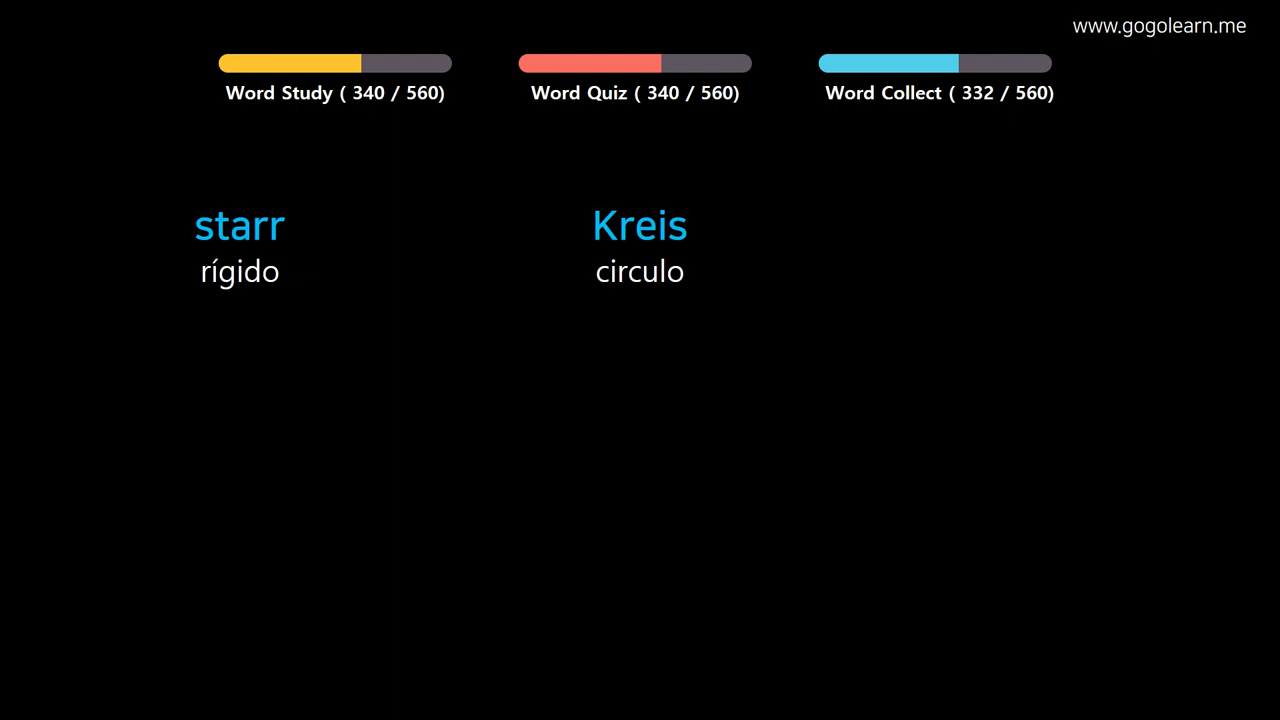 www.gogolearn.me
Word Study ( 340 / 560)
Word Quiz ( 340 / 560)
Word Collect ( 332 / 560)
starr
rígido
Kreis
circulo